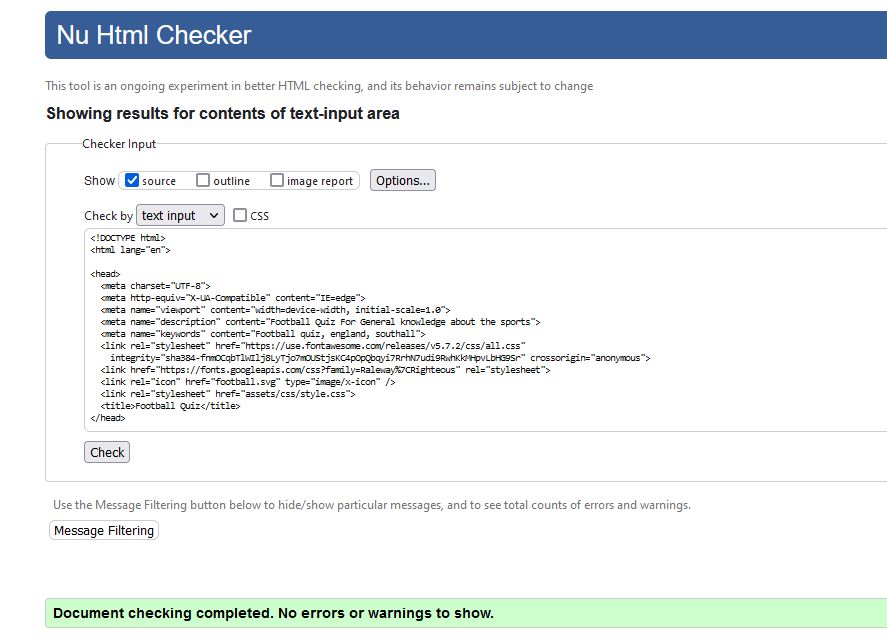 Nu Html Checker
This tool is an ongoing experiment in better HTML checking, and its behavior remains subject to change
Showing results for contents of text-input area
Checker Input
Show source outline image report Options...
Check by text input CSS
<!DOCTYPE html>
<html lang="en">
<head>
<meta charset="UTF-8">
<meta http-equiv="X-UA-Compatible" content="IE=edge">
<meta name="viewport" content="width=device-width, initial-scale=1.0">
<meta name="description" content="Football Quiz For General knowledge about the sports">
<meta name="keywords" content="Football quiz, england, southall">
<link rel="stylesheet" href="https://use.fontawesome.com/releases/v5.7.2/css/all.css"
integrity="sha384-fnmOCqbTlWIlj8LyTjo7mOUStjsKC4pOpQbqyi7RrhN7udi9RwhKkMHpvLbHG9Sr" crossorigin="anonymous">
<link href="https://fonts.googleapis.com/css?family=Raleway%7CRighteous" rel="stylesheet">
<link rel="icon" href="football.svg" type="image/x-icon" />
<link rel="stylesheet" href="assets/css/style.css">
<title>Football Quiz</title>
</head>
Check
Use the Message Filtering button below to hide/show particular messages, and to see total counts of errors and warnings.
Message Filtering
Document checking completed. No errors or warnings to show.